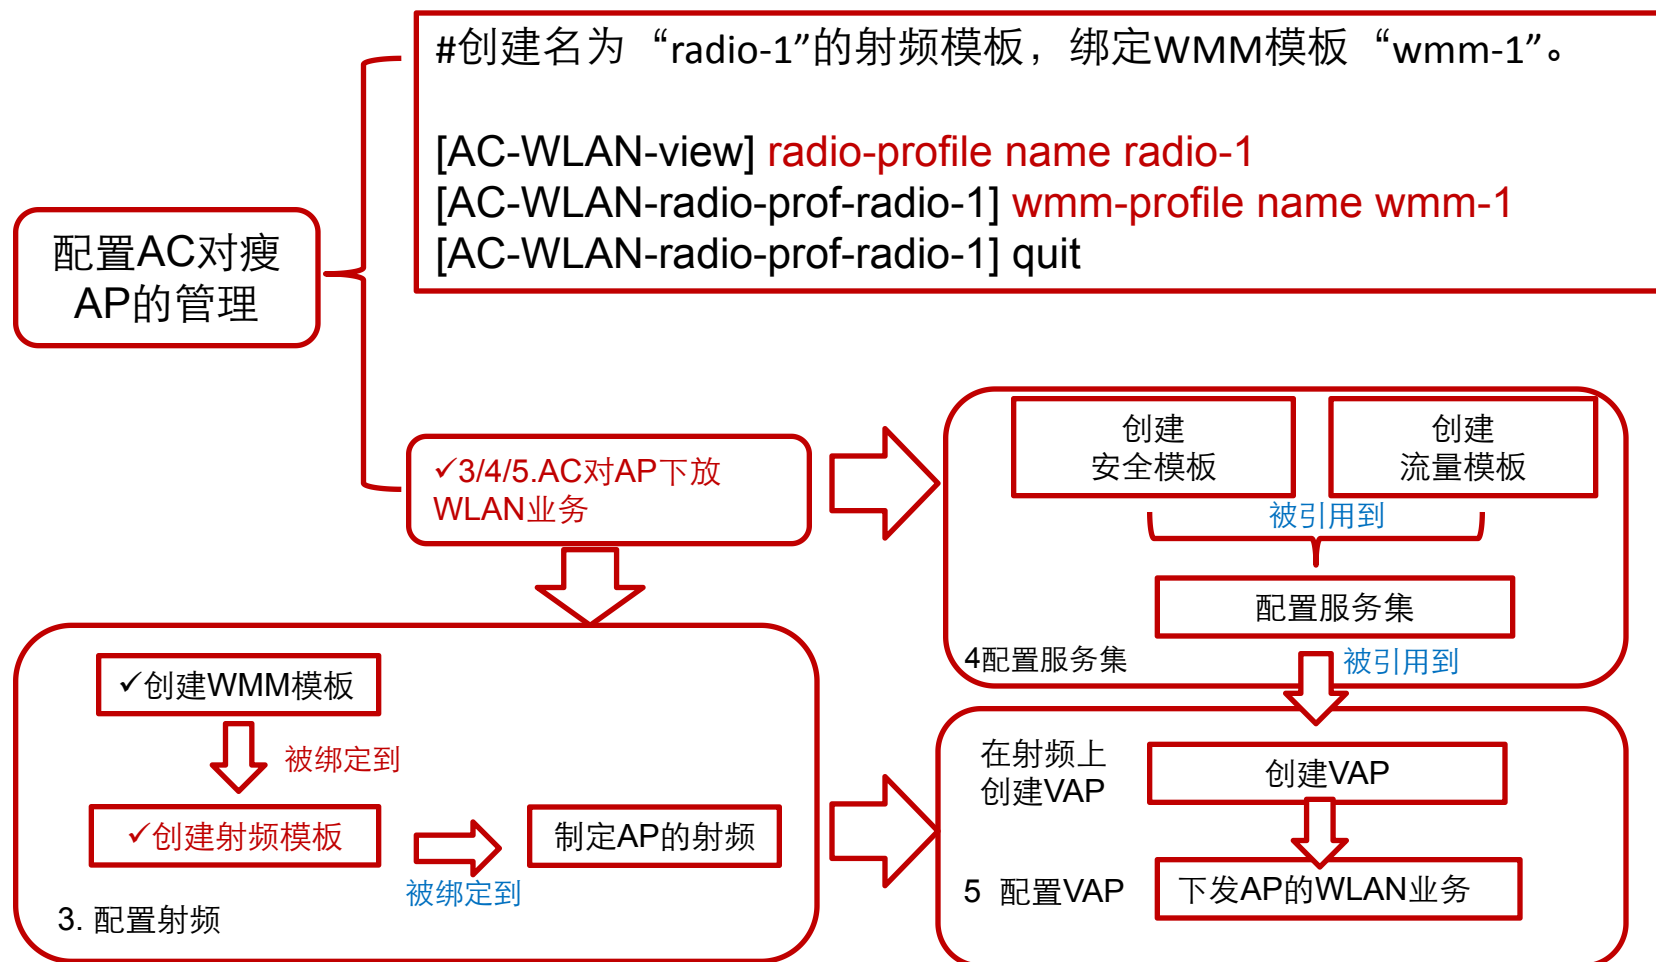 #创建名为“radio-1”的射频模板，绑定WMM模板“wmm-1”。
[AC-WLAN-view] radio-profile name radio-1
[AC-WLAN-radio-prof-radio-1] wmm-profile name wmm-1
[AC-WLAN-radio-prof-radio-1] quit
配置AC对瘦
AP的管理
✓3/4/5.AC对AP下放
WLAN业务
创建
安全模板
创建
流量模板
被引用到
配置服务集
4配置服务集
被引用到
✓创建WMM模板
被绑定到
✓创建射频模板
被绑定到
制定AP的射频
3. 配置射频
在射频上
创建VAP
创建VAP
5 配置VAP
下发AP的WLAN业务